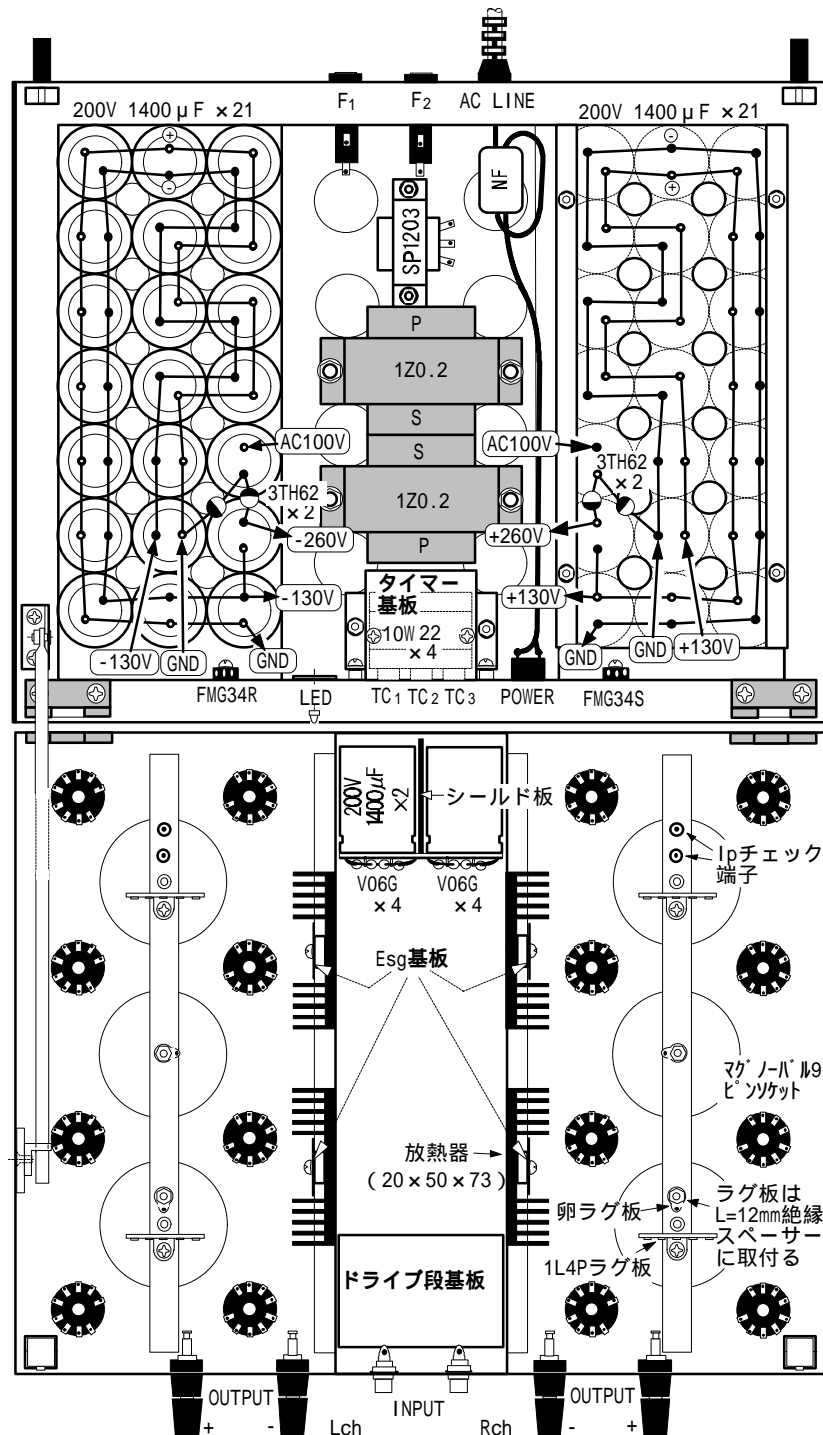 F1
F2
AC LINE
200V 1400μF ×21
200V 1400μF ×21
NF
SP1203
P
1Z0.2
S
S
1Z0.2
P
AC100V
3TH62
×2
-260V
-130V
-130V
GND
GND
AC100V
3TH62
×2
+260V
+130V
GND
GND
+130V
タイマー
基板
10W 22
×4
FMG34R
LED
TC1 TC2 TC3
POWER
FMG34S
200V
1400μF
×2
シールド板
V06G
×4
V06G
×4
Ipチェック
端子
Esg基板
マグノーバル9
ピンソケット
放熱器
(20×50×73)
卵ラグ板
ラグ板は
L=12mm絶縁
スペーサー
に取付る
1L4Pラグ板
ドライブ段基板
OUTPUT
+ -
INPUT
Lch Rch
OUTPUT
- +